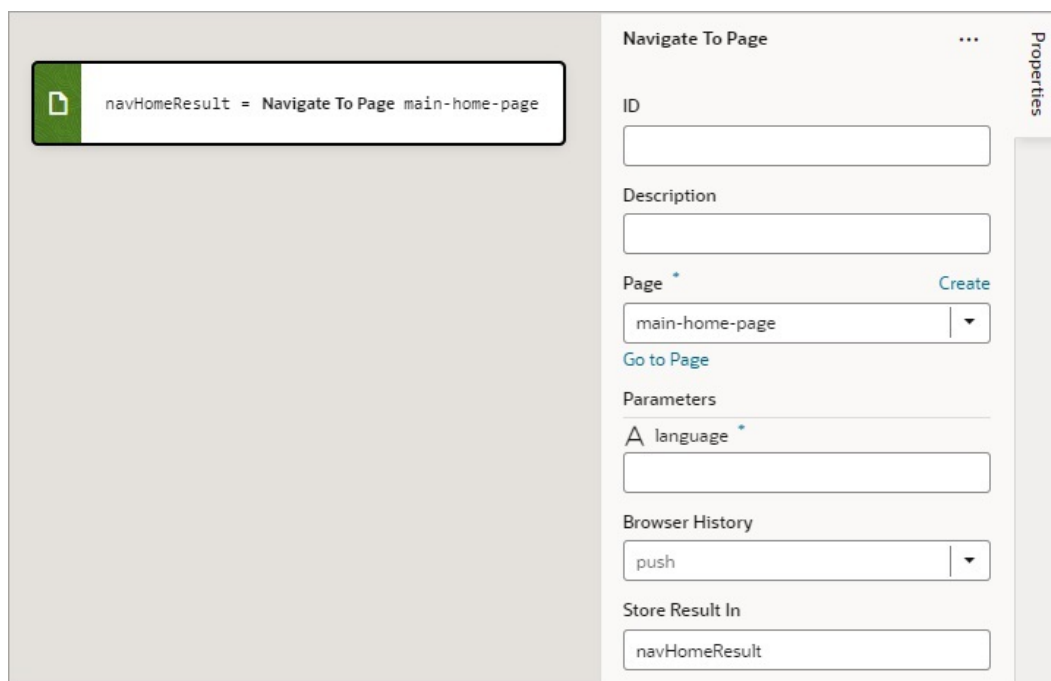 navHomeResult = Navigate To Page main-home-page
Navigate To Page
...
ID
Description
Page *
Create
main-home-page
Go to Page
Parameters
A language *
Browser History
push
Store Result In
navHomeResult
Properties